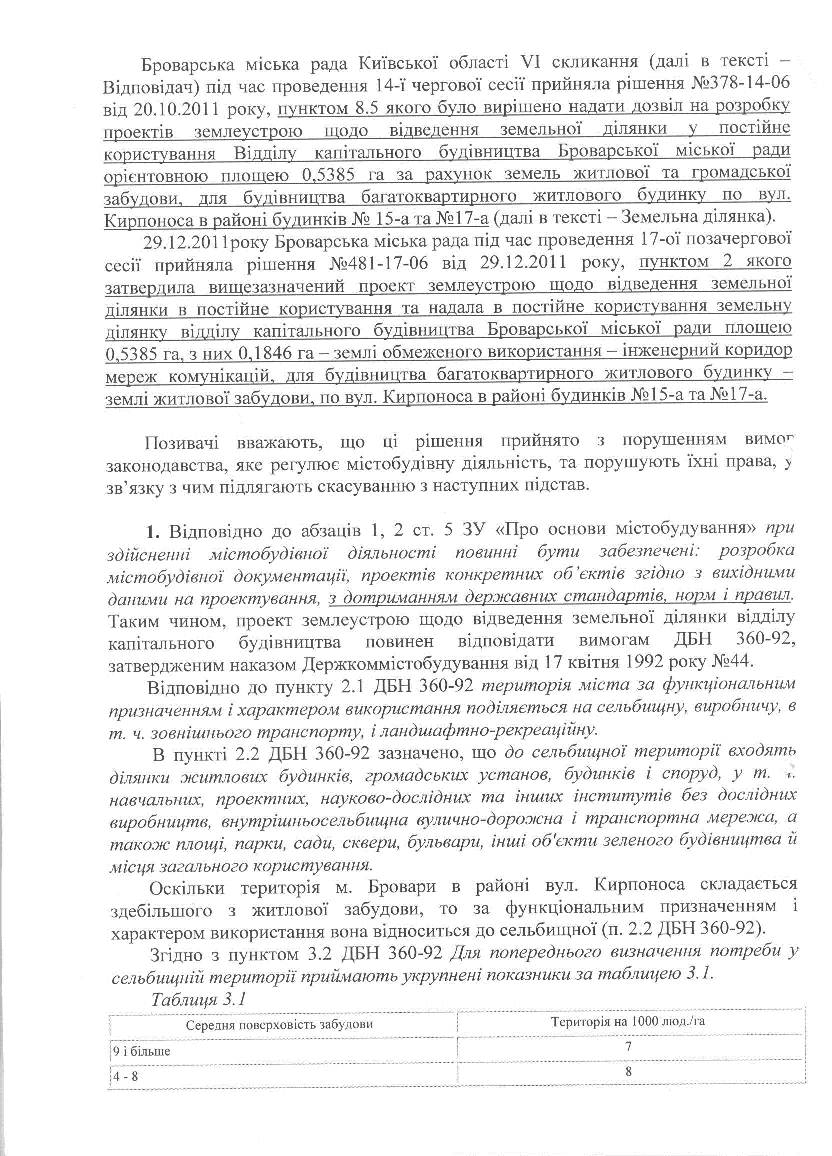 Броварська міська рада Київської області VI скликання (далі в тексті –
Відповідач) під час проведення 14-ї чергової сесії прийняла рішення №378-14-06
від 20.10.2011 року, пунктом 8.5 якого було вирішено надати дозвіл на розробку
проектів землеустрою щодо відведення земельної ділянки у постійне
користування Відділу капітального будівництва Броварської міської ради
орієнтовною площею 0,5385 га за рахунок земель житлової та громадської
забудови, для будівництва багатоквартирного житлового будинку по вул.
Кирпоноса в районі будинків № 15-а та №17-а (далі в тексті – Земельна ділянка).
29.12.2011року Броварська міська рада під час проведення 17-ої позачергової
сесії прийняла рішення №481-17-06 від 29.12.2011 року, пунктом 2 якого
затвердила вищезазначений проект землеустрою щодо відведення земельної
ділянки в постійне користування та надала в постійне користування земельну
ділянку відділу капітального будівництва Броварської міської ради площею
0,5385 га, з них 0,1846 га – землі обмеженого використання – інженерний коридор
мереж комунікацій, для будівництва багатоквартирного житлового будинку –
землі житлової забудови, по вул. Кирпоноса в районі будинків №15-а та №17-а.
Позивачі вважають, що ці рішення прийнято з порушенням вимог
законодавства, яке регулює містобудівну діяльність, та порушують їхні права, у
зв’язку з чим підлягають скасуванню з наступних підстав.
1. Відповідно до абзаців 1, 2 ст. 5 ЗУ «Про основи містобудування» при
здійсненні містобудівної діяльності повинні бути забезпечені: розробка
містобудівної документації, проектів конкретних об’єктів згідно з вихідними
даними на проектування, з дотриманням державних стандартів, норм і правил.
Таким чином, проект землеустрою щодо відведення земельної ділянки відділу
капітального будівництва повинен відповідати вимогам ДБН 360-92,
затвердженим наказом Держкоммістобудування від 17 квітня 1992 року №44.
Відповідно до пункту 2.1 ДБН 360-92 територія міста за функціональним
призначенням і характером використання поділяється на сельбищну, виробничу, в
т. ч. зовнішнього транспорту, і ландшафтно-рекреаційну.
В пункті 2.2 ДБН 360-92 зазначено, що до сельбищної території входять
ділянки житлових будинків, громадських установ, будинків і споруд, у т. ч.
навчальних, проектних, науково-дослідних та інших інститутів без дослідних
виробництв, внутрішньосельбищна вулично-дорожна і транспортна мережа, а
також площі, парки, сади, сквери, бульвари, інші об'єкти зеленого будівництва й
місця загального користування.
Оскільки територія м. Бровари в районі вул. Кирпоноса складається
здебільшого з житлової забудови, то за функціональним призначенням і
характером використання вона відноситься до сельбищної (п. 2.2 ДБН 360-92).
Згідно з пунктом 3.2 ДБН 360-92 Для попереднього визначення потреби у
сельбищній території приймають укрупнені показники за таблицею 3.1.
Таблиця 3.1
Середня поверховість забудови Територія на 1000 люд./га
9 і більше 7
4 - 8 8